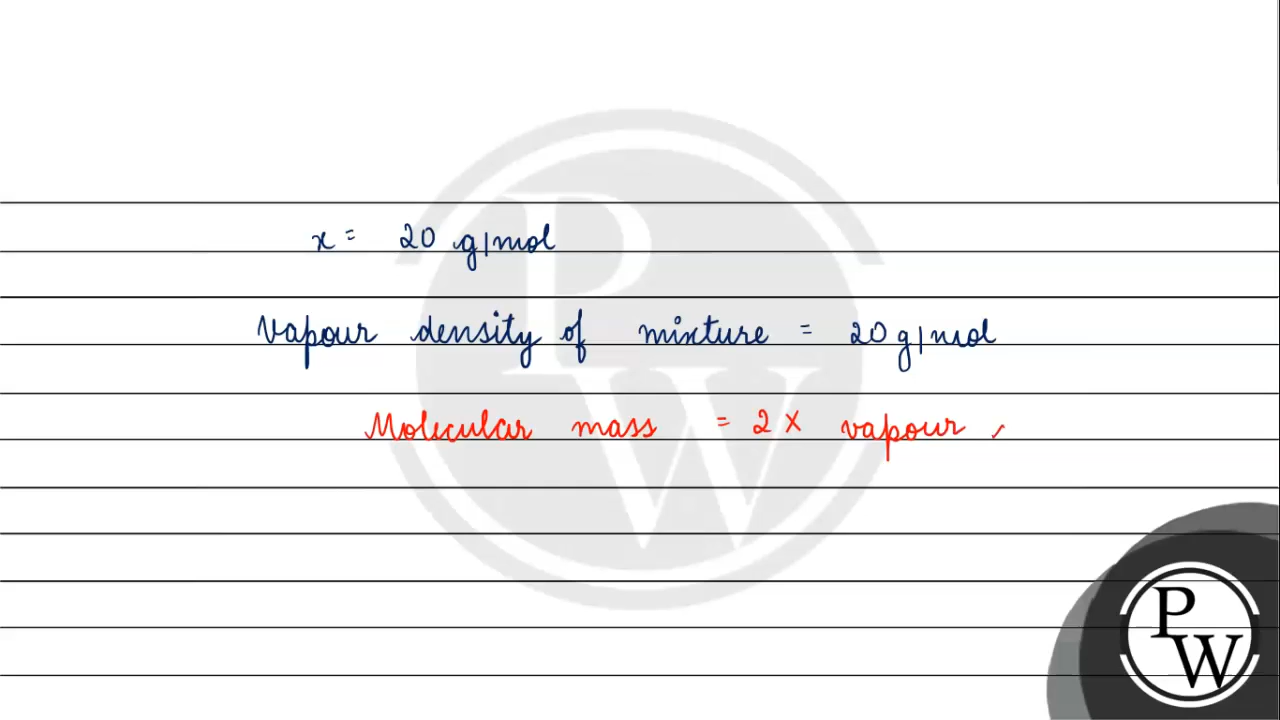 x = 20 g/mol
Vapour density of mixture = 20 g/mol
Molecular mass = 2 x vapour
P
W
P
W